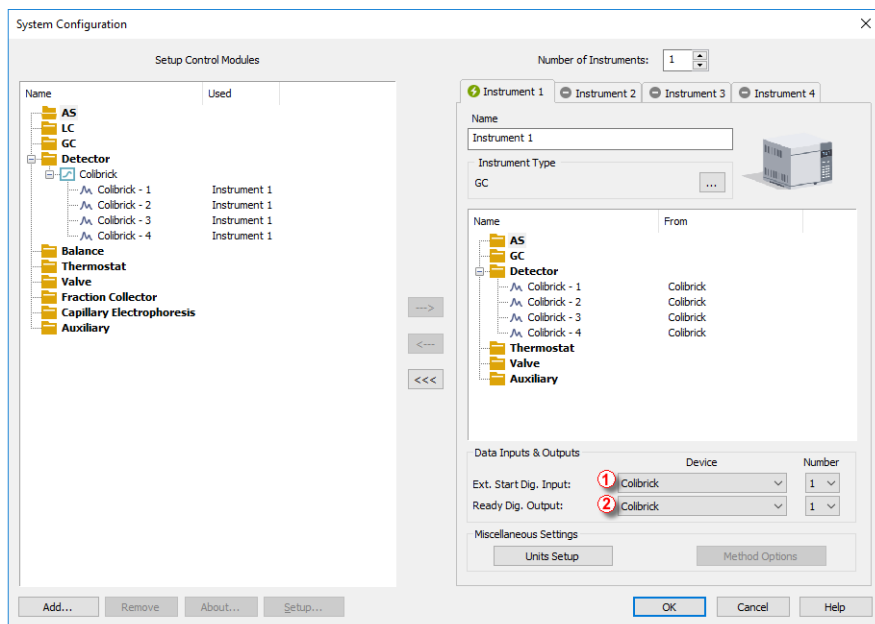 System Configuration
Setup Control Modules
Name Used
AS
LC
GC
Detector
Colibrick
Colibrick - 1 Instrument 1
Colibrick - 2 Instrument 1
Colibrick - 3 Instrument 1
Colibrick - 4 Instrument 1
Balance
Thermostat
Valve
Fraction Collector
Capillary Electrophoresis
Auxiliary
Add... Remove About... Setup...
--->
<---
<<<
Number of Instruments: 1
Instrument 1 Instrument 2 Instrument 3 Instrument 4
Name
Instrument 1
Instrument Type
GC ...
Name From
AS
GC
Detector
Colibrick - 1 Colibrick
Colibrick - 2 Colibrick
Colibrick - 3 Colibrick
Colibrick - 4 Colibrick
Thermostat
Valve
Auxiliary
Data Inputs & Outputs
Device Number
Ext. Start Dig. Input: 1 Colibrick 1
Ready Dig. Output: 2 Colibrick 1
Miscellaneous Settings
Units Setup Method Options
OK Cancel Help